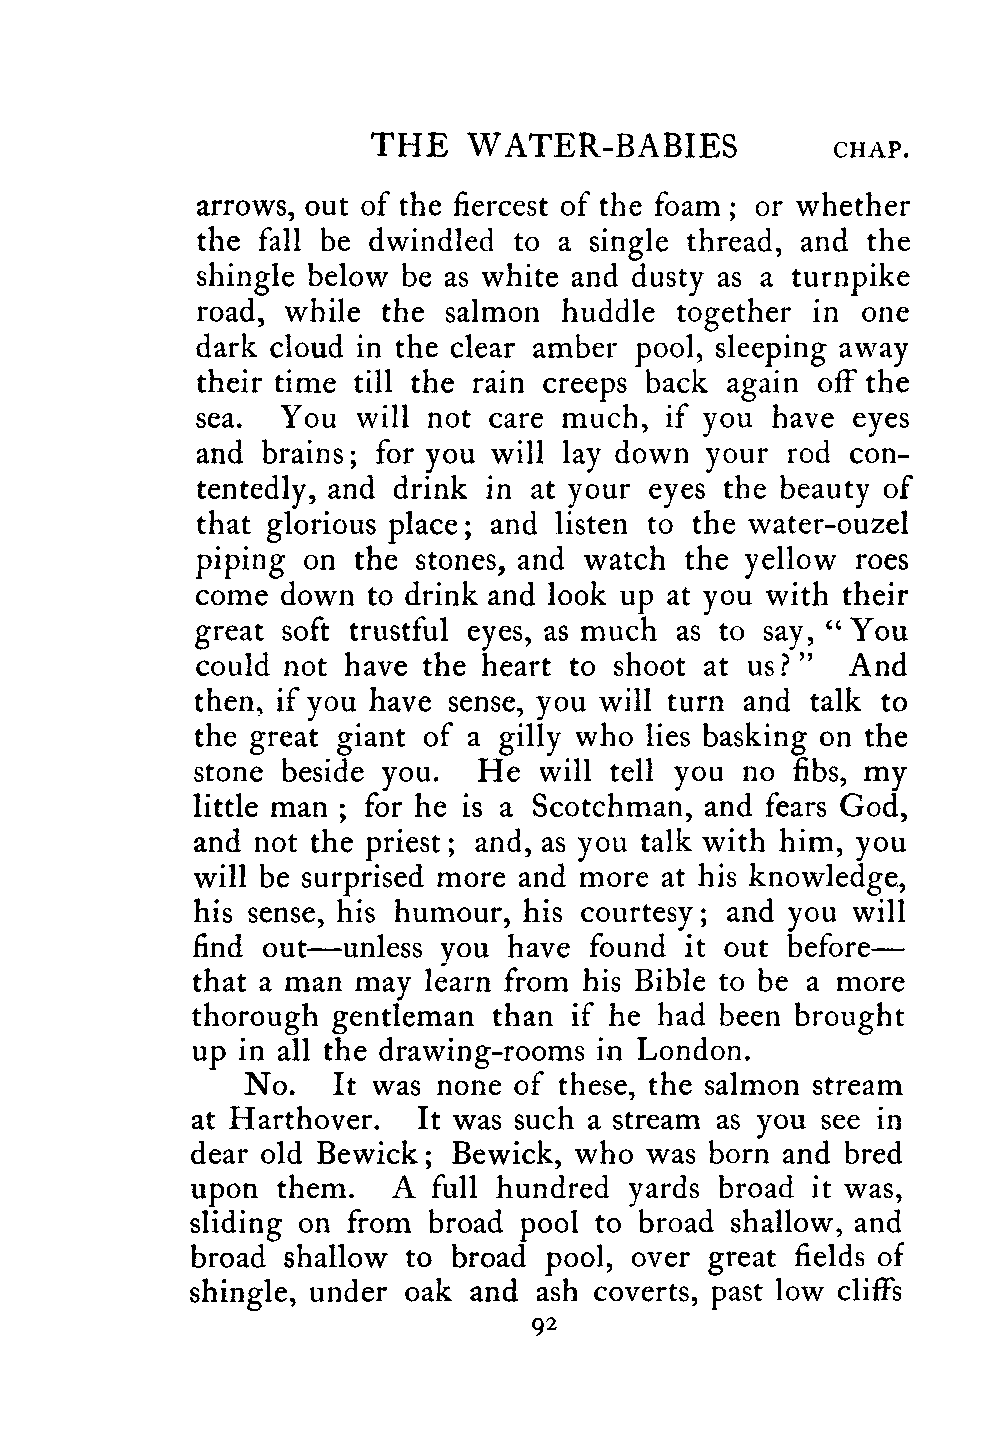 THE WATER-BABIES CHAP.
arrows, out of the fiercest of the foam; or whether
the fall be dwindled to a single thread, and the
shingle below be as white and dusty as a turnpike
road, while the salmon huddle together in one
dark cloud in the clear amber pool, sleeping away
their time till the rain creeps back again off the
sea. You will not care much, if you have eyes
and brains; for you will lay down your rod con-
tentedly, and drink in at your eyes the beauty of
that glorious place; and listen to the water-ouzel
piping on the stones, and watch the yellow roes
come down to drink and look up at you with their
great soft trustful eyes, as much as to say, “You
could not have the heart to shoot at us?” And
then, if you have sense, you will turn and talk to
the great giant of a gilly who lies basking on the
stone beside you. He will tell you no fibs, my
little man; for he is a Scotchman, and fears God,
and not the priest; and, as you talk with him, you
will be surprised more and more at his knowledge,
his sense, his humour, his courtesy; and you will
find out—unless you have found it out before—
that a man may learn from his Bible to be a more
thorough gentleman than if he had been brought
up in all the drawing-rooms in London.
No. It was none of these, the salmon stream
at Harthover. It was such a stream as you see in
dear old Bewick; Bewick, who was born and bred
upon them. A full hundred yards broad it was,
sliding on from broad pool to broad shallow, and
broad shallow to broad pool, over great fields of
shingle, under oak and ash coverts, past low cliffs
92